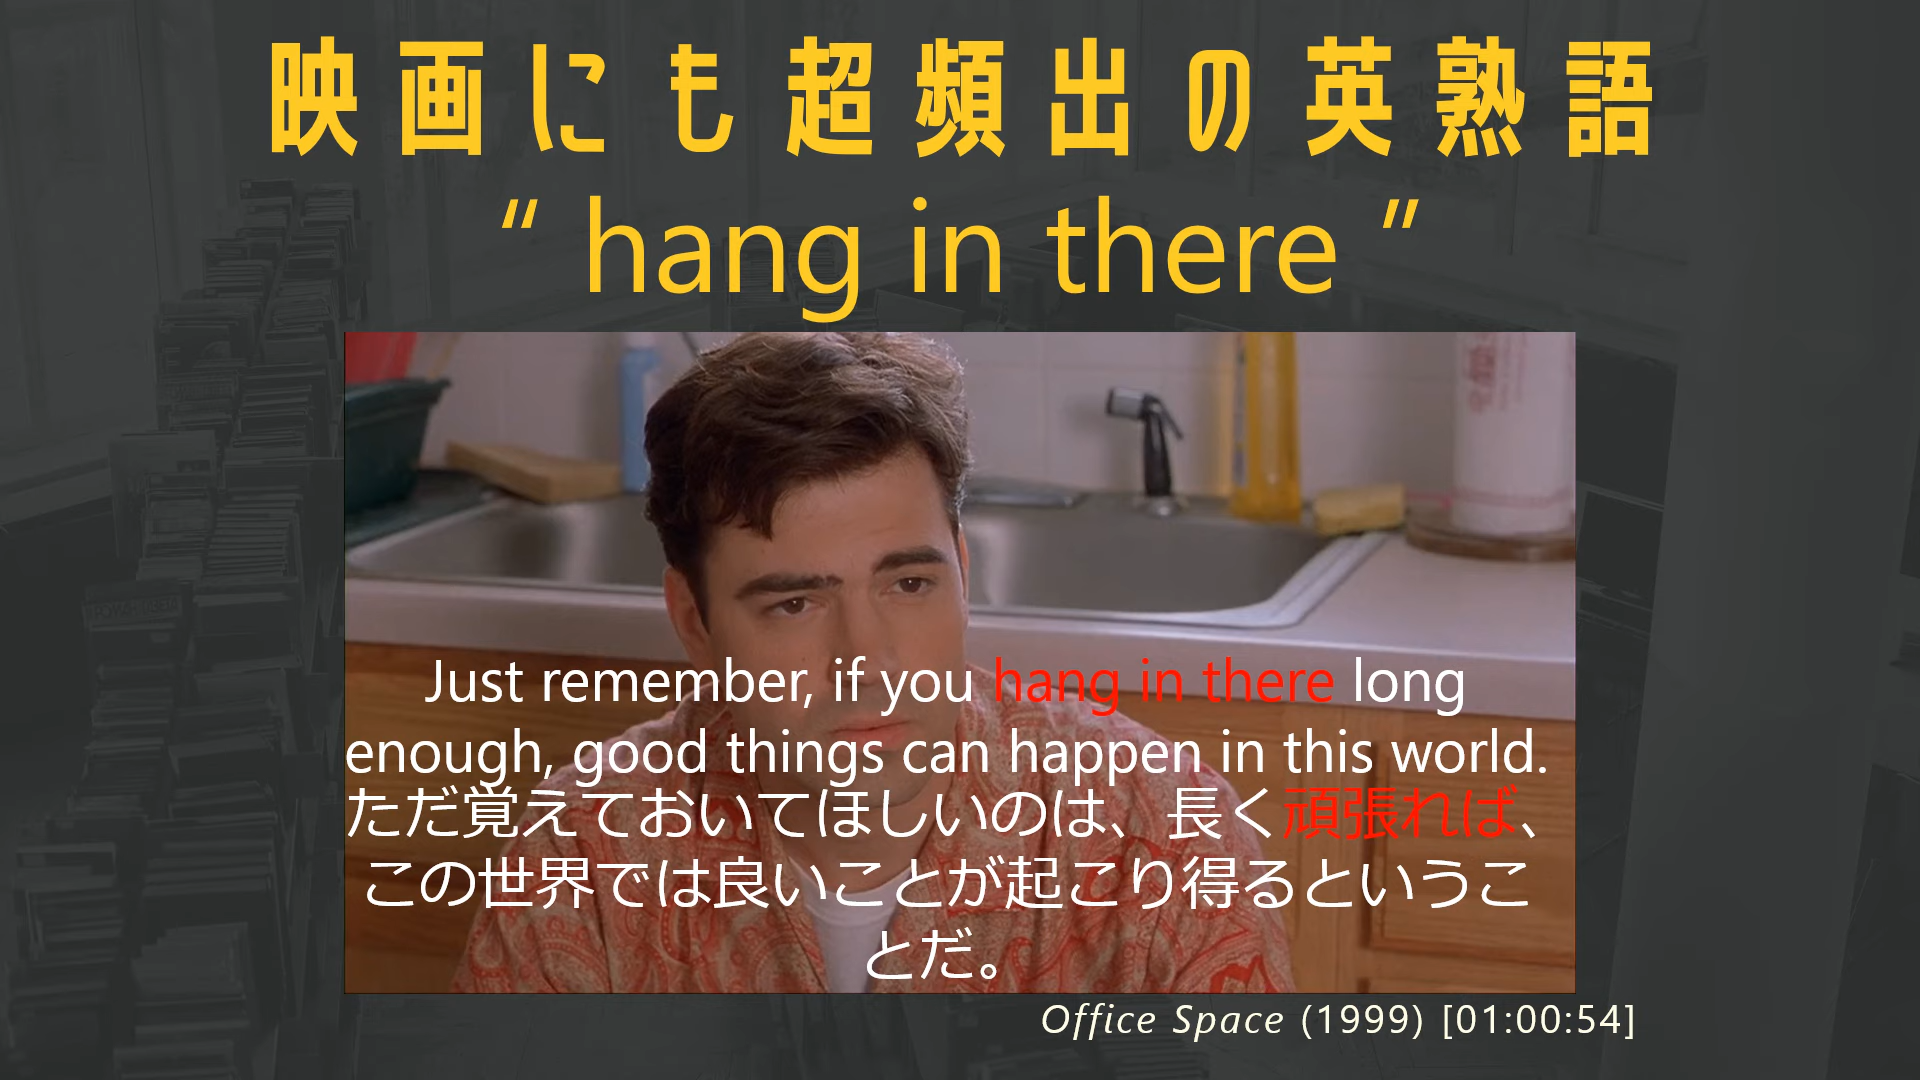 映画にも超頻出の英熟語
“ hang in there ”
Just remember, if you hang in there long
enough, good things can happen in this world.
ただ覚えておいてほしいのは、長く頑張れば、
この世界では良いことが起こり得るというこ
とだ。
Office Space (1999) [01:00:54]